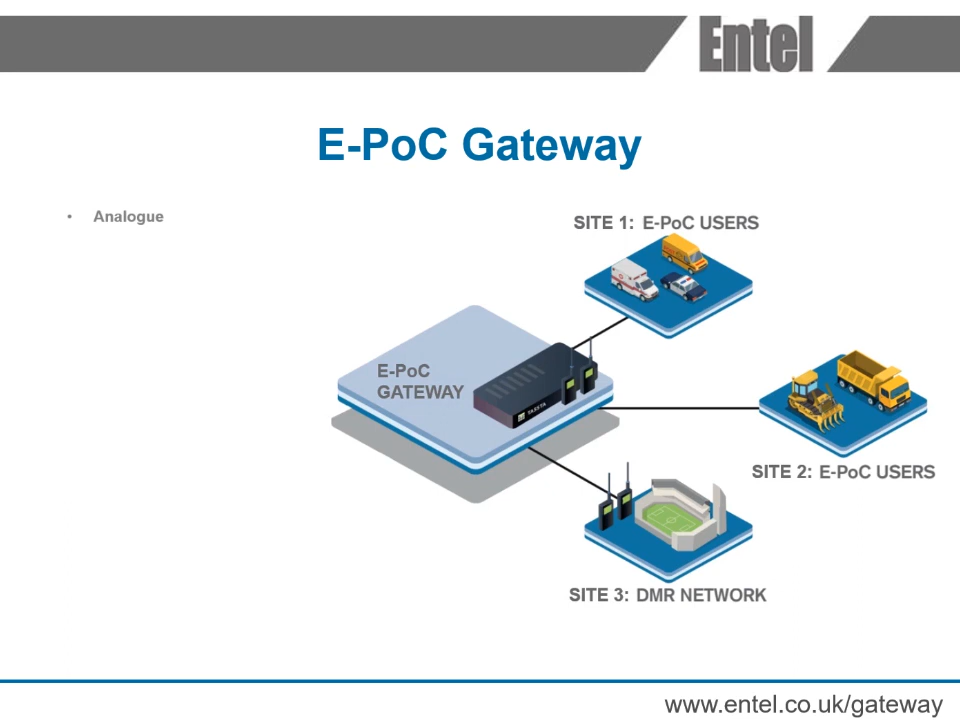 Entel
E-PoC Gateway
• Analogue
SITE 1: E-PoC USERS
E-PoC
GATEWAY
TASSTA
SITE 2: E-PoC USERS
SITE 3: DMR NETWORK
www.entel.co.uk/gateway